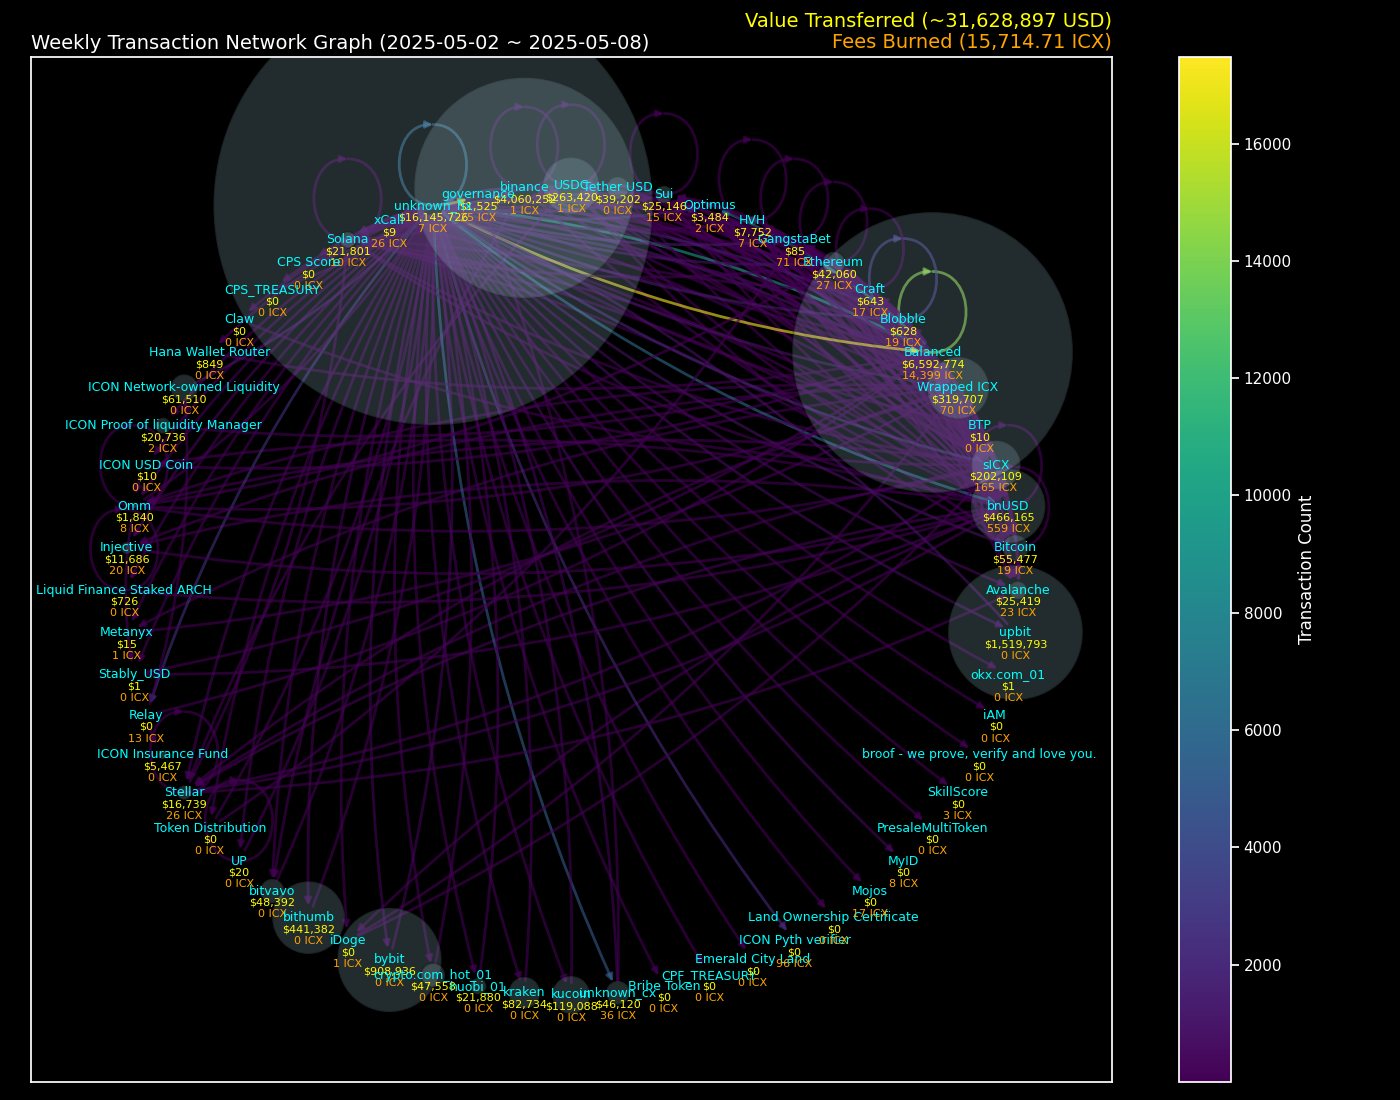 Value Transferred (~31,628,897 USD)
Weekly Transaction Network Graph (2025-05-02 ~ 2025-05-08)
Fees Burned (15,714.71 ICX)
governance
$1,525
binance
1 ICX
USDC
$263,420
1 ICX
Tether USD
$39,202
0 ICX
Sui
$25,146
15 ICX
Optimus
$3,484
2 ICX
HVH
$7,752
7 ICX
GangstaBet
$85
Ethereum
$42,060
27 ICX
Craft
$643
17 ICX
Blobble
$628
19 ICX
Balanced
$6,592,774
14,399 ICX
Wrapped ICX
$319,707
70 ICX
BTP
$10
0 ICX
sICX
$202,109
165 ICX
bnUSD
$466,165
559 ICX
Bitcoin
$55,477
19 ICX
Avalanche
$25,419
23 ICX
upbit
$1,519,793
0 ICX
okx.com_01
$1
0 ICX
iAM
$0
0 ICX
broof - we prove, verify and love you.
$0
0 ICX
SkillScore
$0
3 ICX
PresaleMultiToken
$0
0 ICX
MyID
$0
8 ICX
Mojos
$0
17 ICX
Land Ownership Certificate
$0
ICON Pyth verifier
$0
96 ICX
Emerald City Land
$0
0 ICX
CPF_TREASURY
$0
0 ICX
Bribe Token
$0
0 ICX
unknown_cx
$46,120
36 ICX
kucoin
$119,088
0 ICX
kraken
$82,734
0 ICX
huobi_01
$21,880
0 ICX
crypto.com_hot_01
$47,558
0 ICX
bybit
$908,936
0 ICX
iDoge
$0
1 ICX
bithumb
$441,382
0 ICX
bitvavo
$48,392
0 ICX
UP
$20
0 ICX
Token Distribution
$0
0 ICX
Stellar
$16,739
26 ICX
ICON Insurance Fund
$5,467
0 ICX
Relay
$0
13 ICX
Stably_USD
$1
0 ICX
Metanyx
$15
1 ICX
Liquid Finance Staked ARCH
$726
0 ICX
Injective
$11,686
20 ICX
Omm
$1,840
8 ICX
ICON USD Coin
$10
0 ICX
ICON Proof of liquidity Manager
$20,736
2 ICX
ICON Network-owned Liquidity
$61,510
0 ICX
Hana Wallet Router
$849
0 ICX
Claw
$0
0 ICX
CPS_TREASURY
$0
0 ICX
CPS Score
$0
0 ICX
Solana
$21,801
xCall
$9
26 ICX
$16,145,726
7 ICX
16000
14000
12000
10000
8000
6000
4000
2000
Transaction Count